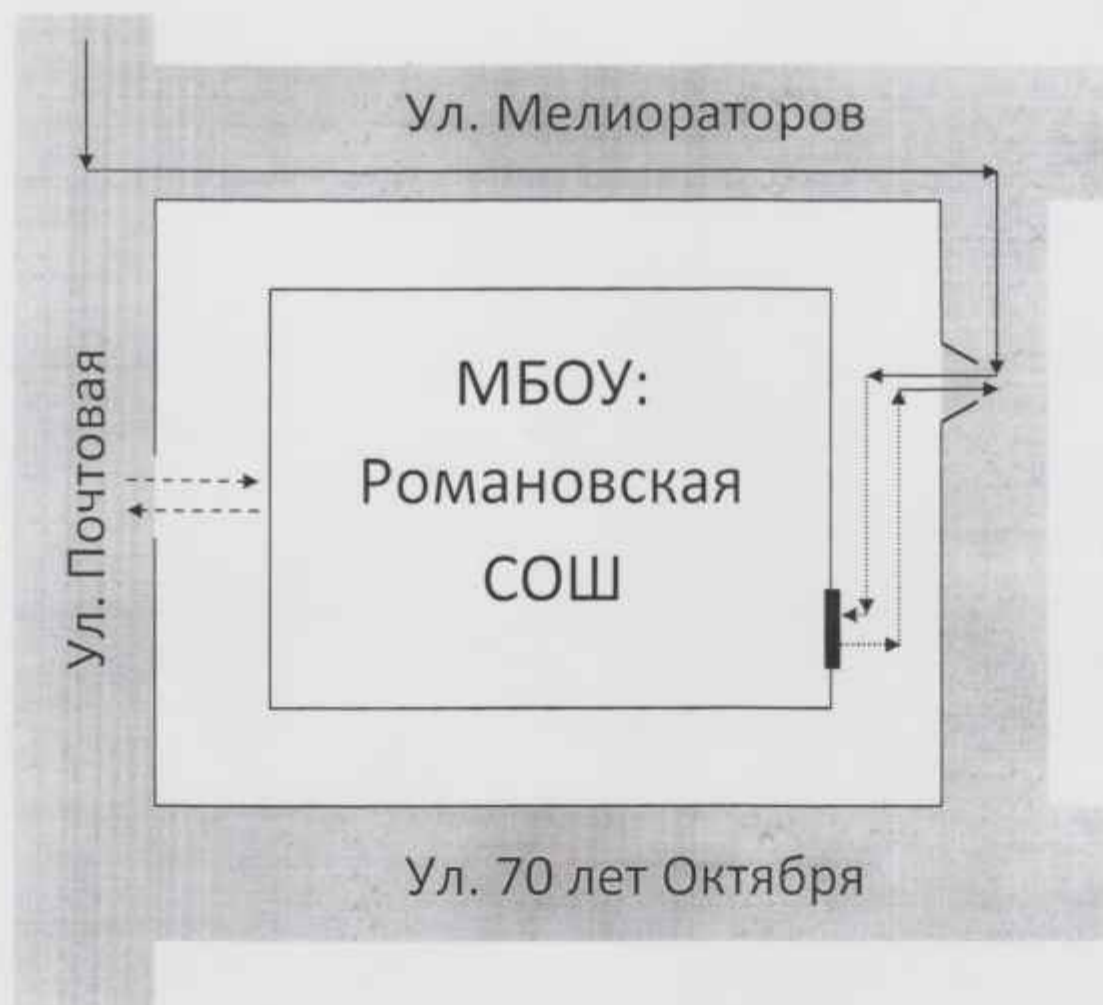 Ул. Мелиораторов
МБОУ:
Романовская
СОШ
Ул. Почтовая
Ул. 70 лет Октября